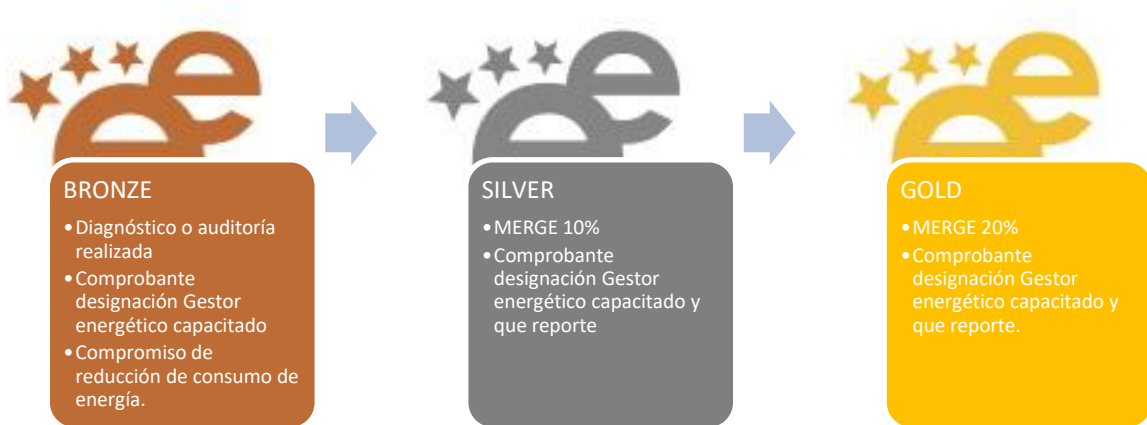 BRONZE
•Diagnóstico o auditoría
realizada
•Comprobante
designación Gestor
energético capacitado
•Compromiso de
reducción de consumo de
energía.
SILVER
•MERGE 10%
•Comprobante
designación Gestor
energético capacitado y
que reporte
GOLD
•MERGE 20%
•Comprobante
designación Gestor
energético capacitado y
que reporte.